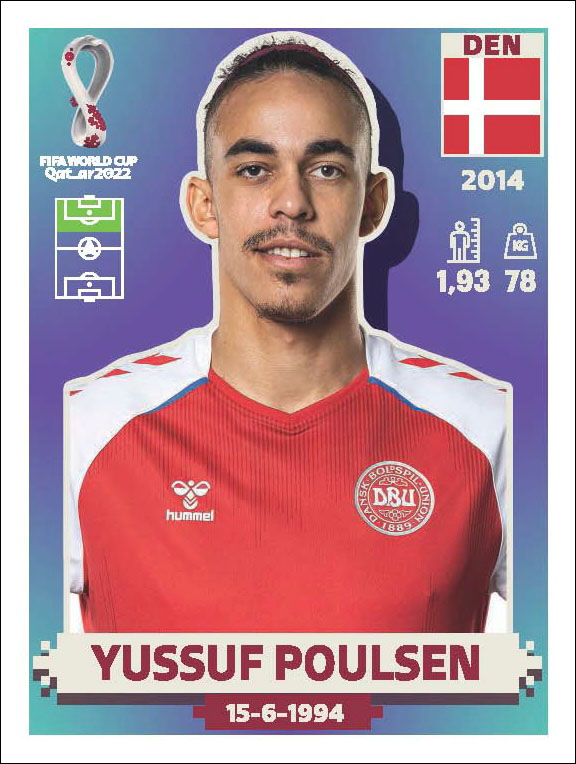 FIFA WORLD CUP
Qatar2022
DEN
2014
KG
1,93 78
hummel
DANSK BOLDSPIL-UNION
DBU
1889
YUSSUF POULSEN
15-6-1994